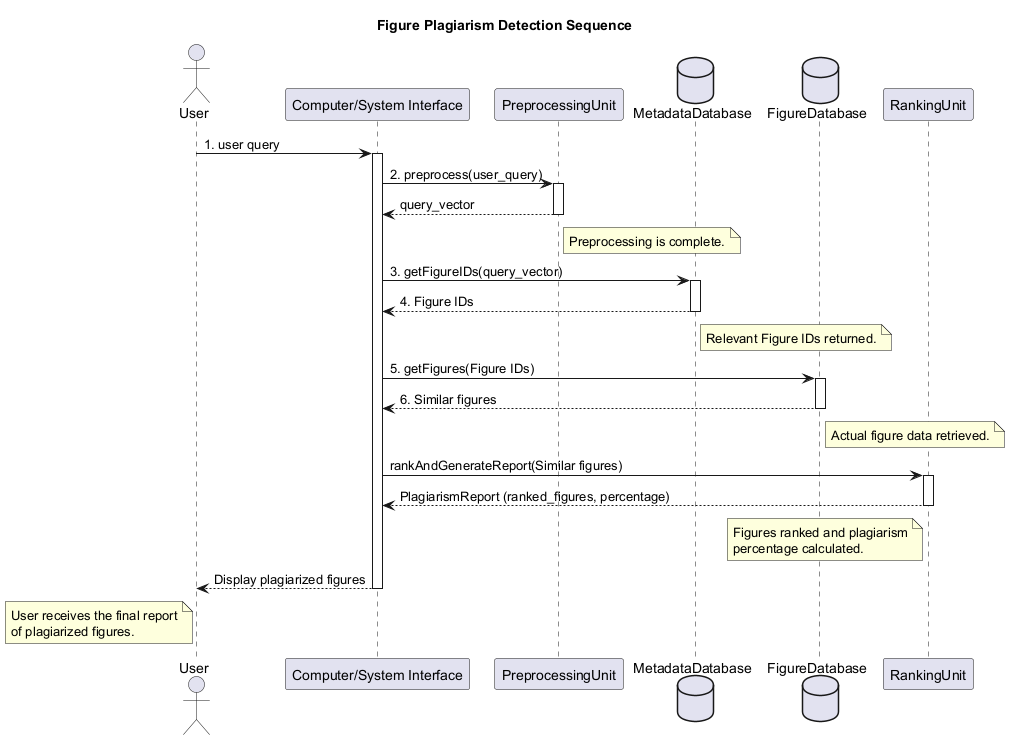 Figure Plagiarism Detection Sequence
User
Computer/System Interface
PreprocessingUnit
MetadataDatabase
FigureDatabase
RankingUnit
1. user query
2. preprocess(user_query)
query_vector
Preprocessing is complete.
3. getFigureIDs(query_vector)
4. Figure IDs
Relevant Figure IDs returned.
5. getFigures(Figure IDs)
6. Similar figures
Actual figure data retrieved.
rankAndGenerateReport(Similar figures)
PlagiarismReport (ranked_figures, percentage)
Figures ranked and plagiarism
percentage calculated.
Display plagiarized figures
User receives the final report
of plagiarized figures.
User
Computer/System Interface
PreprocessingUnit
MetadataDatabase
FigureDatabase
RankingUnit